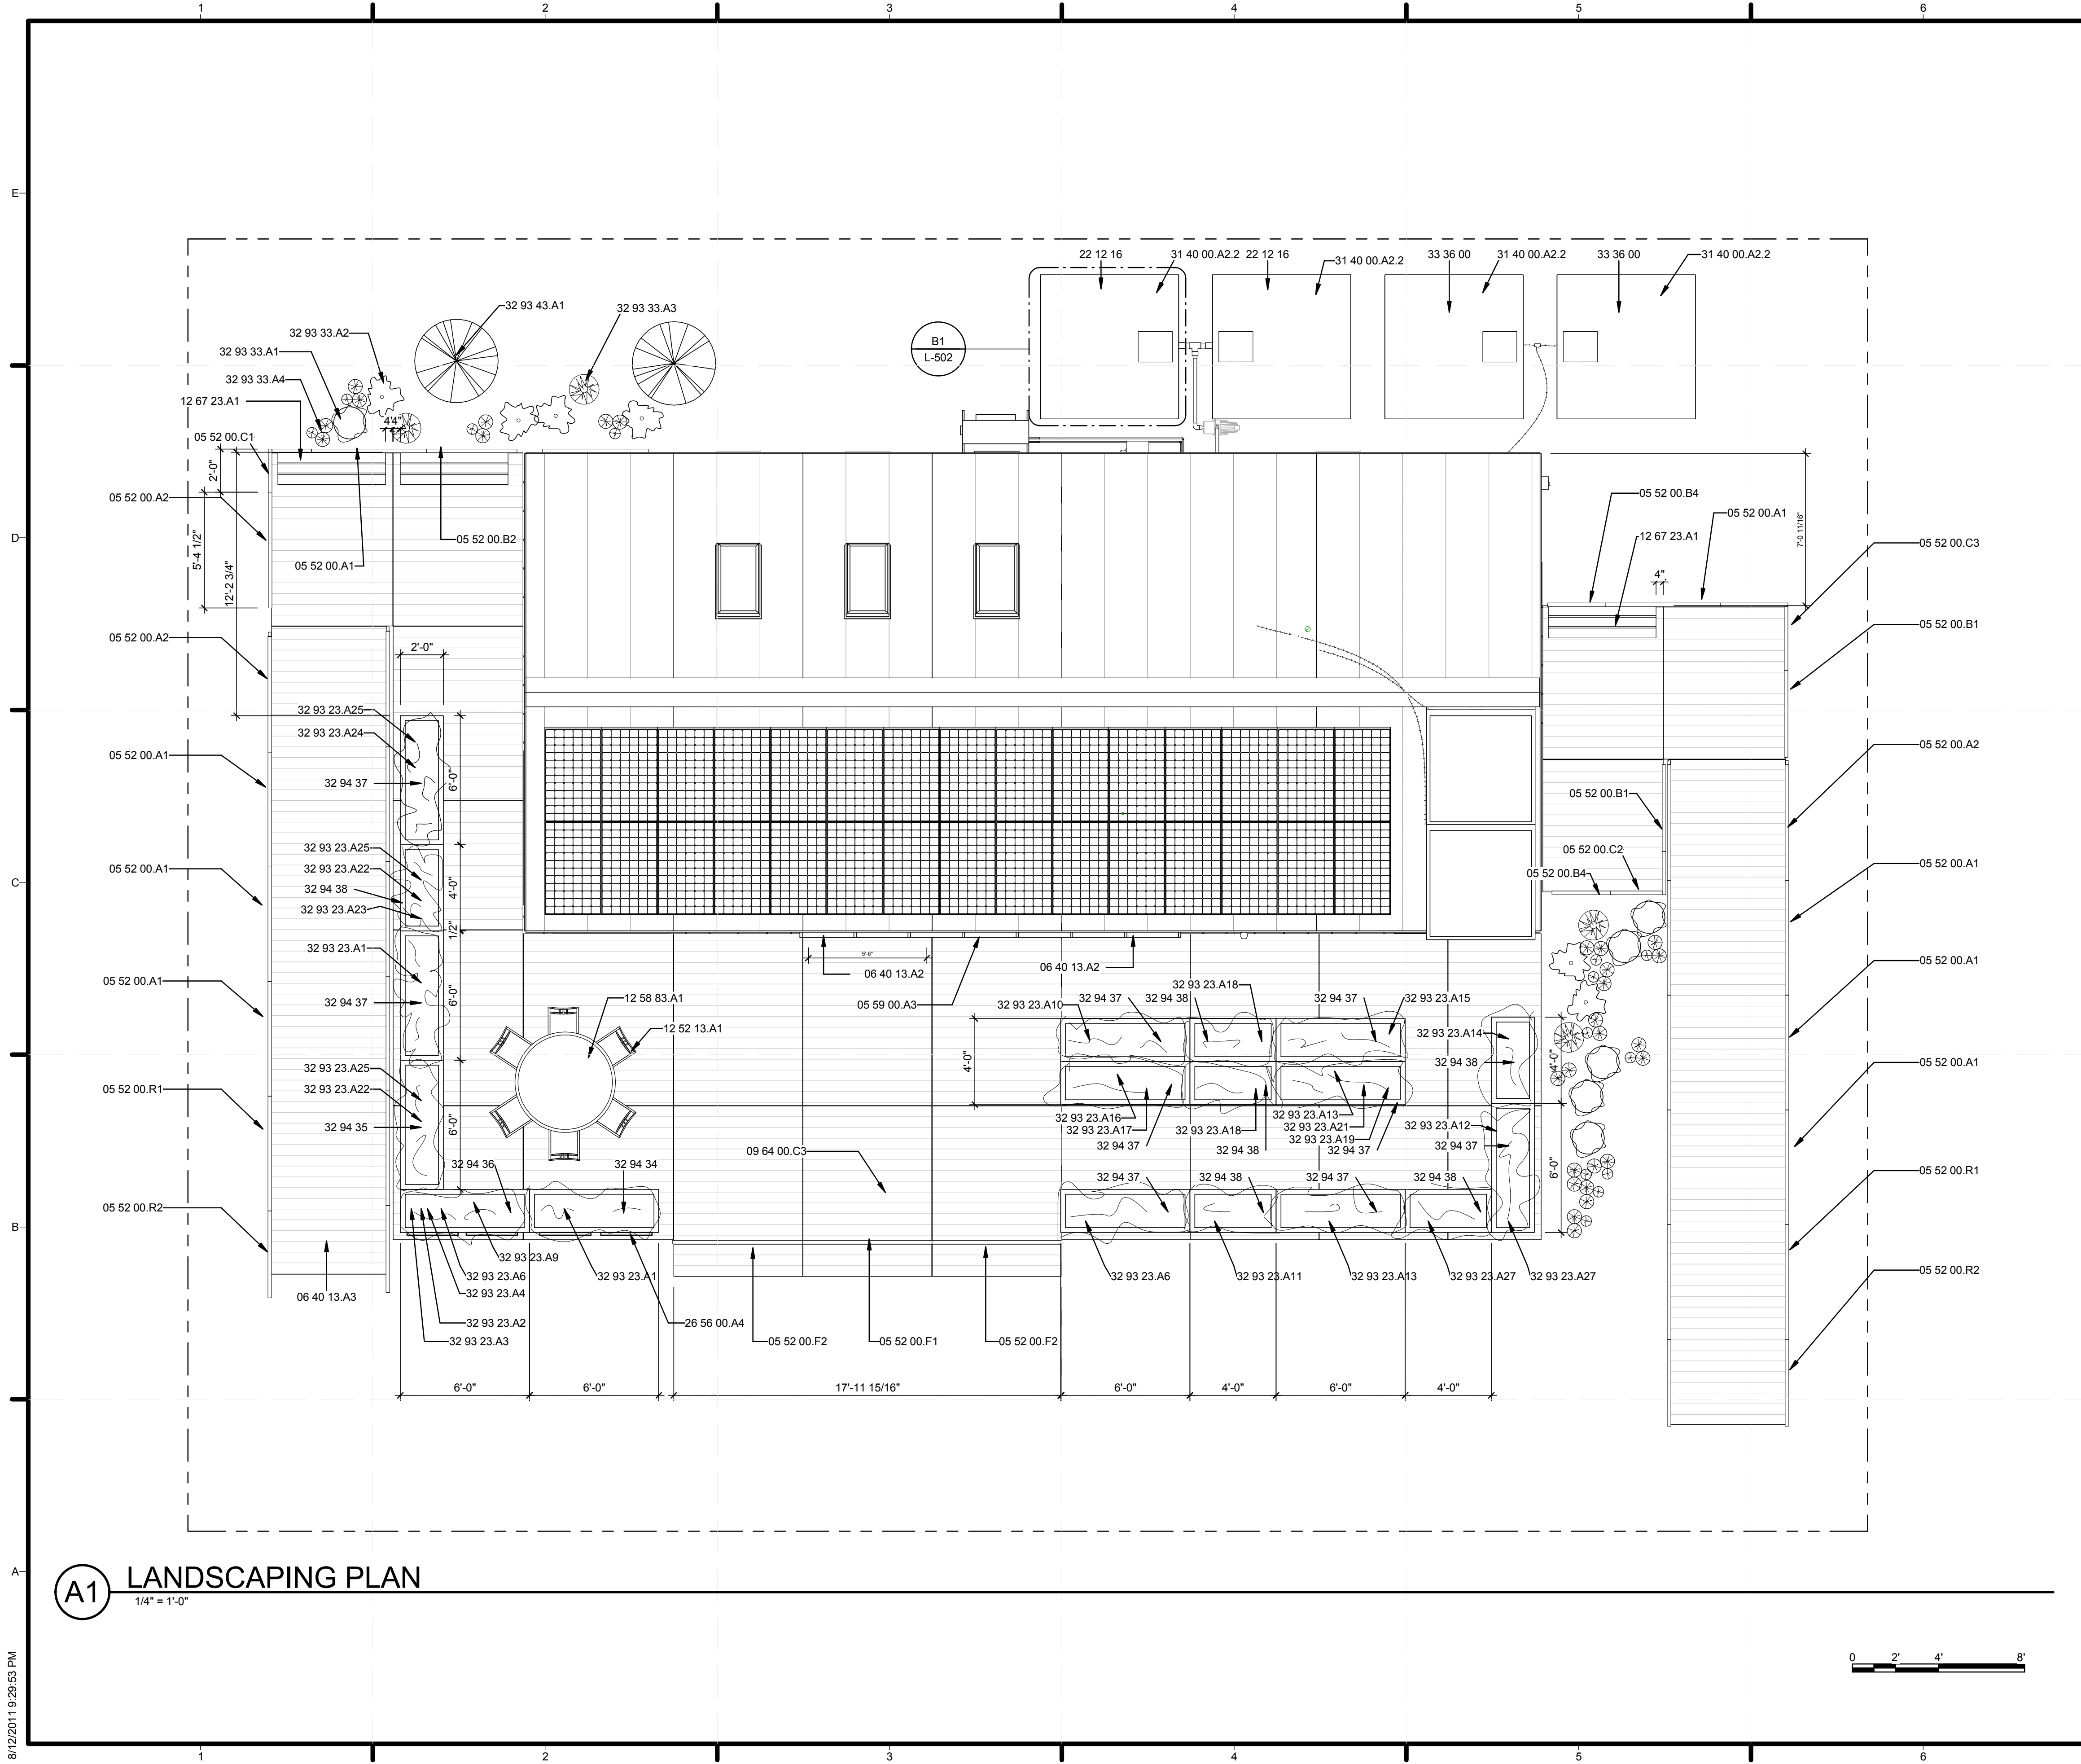 1 2 3 4 5 6
E
22 12 16
31 40 00.A2.2
22 12 16
31 40 00.A2.2
33 36 00
31 40 00.A2.2
33 36 00
31 40 00.A2.2
32 93 43.A1
32 93 33.A3
32 93 33.A2
B1
L-502
32 93 33.A1
32 93 33.A4
12 67 23.A1
4"
4"
05 52 00.C1
2'-0"
05 52 00.A2
5'-4 1/2"
12'-2 3/4"
05 52 00.A1
05 52 00.B2
D
05 52 00.B4
05 52 00.A1
12 67 23.A1
7'-0 11/16"
4"
05 52 00.C3
05 52 00.B1
05 52 00.A2
2'-0"
32 93 23.A25
32 93 23.A24
32 94 37
6'-0"
05 52 00.A1
05 52 00.A2
05 52 00.B1
05 52 00.C2
05 52 00.B4
05 52 00.A1
C
05 52 00.A1
32 93 23.A25
32 93 23.A22
32 94 38
32 93 23.A23
4'-0"
1/2"
32 93 23.A1
32 94 37
6'-0"
05 52 00.A1
5'-6"
06 40 13.A2
06 40 13.A2
05 59 00.A3
05 52 00.A1
12 58 83.A1
12 52 13.A1
32 93 23.A10
32 94 37
32 94 38
32 93 23.A18
32 94 37
32 93 23.A15
32 93 23.A14
32 94 38
4'-0"
4'-0"
05 52 00.A1
05 52 00.R1
32 93 23.A25
32 93 23.A22
32 94 35
6'-0"
32 93 23.A16
32 93 23.A17
32 94 37
32 93 23.A18
32 94 38
32 93 23.A13
32 93 23.A21
32 93 23.A19
32 94 37
32 93 23.A12
32 94 37
6'-0"
05 52 00.R1
09 64 00.C3
32 94 36
32 94 34
32 94 37
32 94 38
32 94 37
32 94 38
05 52 00.R2
B
32 93 23.A9
32 93 23.A6
32 93 23.A4
32 93 23.A2
32 93 23.A3
32 93 23.A1
26 56 00.A4
32 93 23.A6
32 93 23.A11
32 93 23.A13
32 93 23.A27
32 93 23.A27
05 52 00.R2
06 40 13.A3
05 52 00.F2
05 52 00.F1
05 52 00.F2
6'-0"
6'-0"
17'-11 15/16"
6'-0"
4'-0"
6'-0"
4'-0"
A
A1
LANDSCAPING PLAN
1/4" = 1'-0"
0 2' 4' 8'
8/12/2011 9:29:53 PM
1 2 3 4 5 6